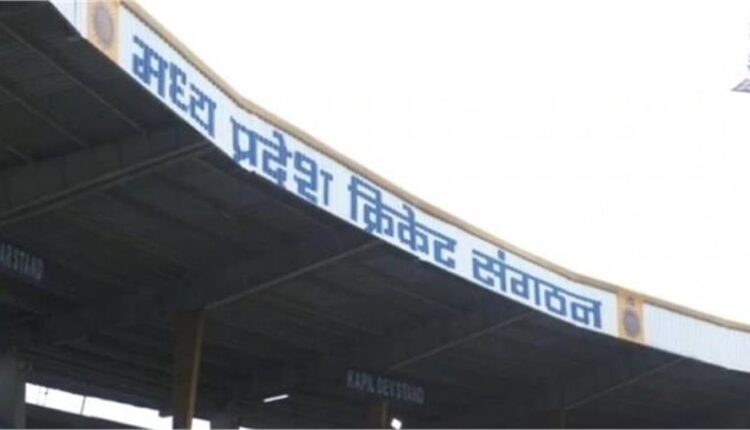 मध्य प्रदेश क्रिकेट संगठन
KAPIL DEV STAND